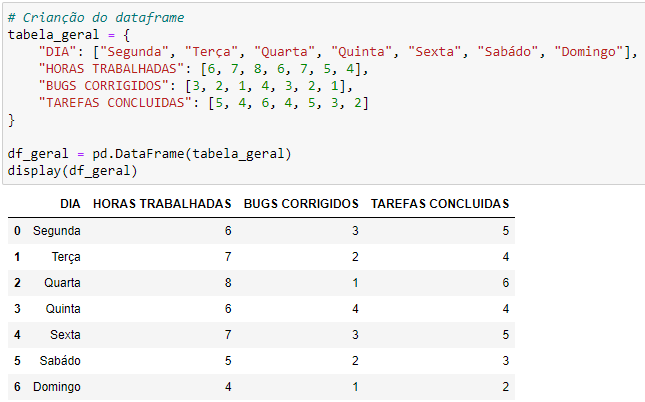 # Crianção do dataframe
tabela_geral = {
    "DIA": ["Segunda", "Terça", "Quarta", "Quinta", "Sexta", "Sabádo", "Domingo"],
    "HORAS TRABALHADAS": [6, 7, 8, 6, 7, 5, 4],
    "BUGS CORRIGIDOS": [3, 2, 1, 4, 3, 2, 1],
    "TAREFAS CONCLUIDAS": [5, 4, 6, 4, 5, 3, 2]
}
df_geral = pd.DataFrame(tabela_geral)
display(df_geral)
DIA HORAS TRABALHADAS BUGS CORRIGIDOS TAREFAS CONCLUIDAS
0 Segunda 6 3 5
1 Terça 7 2 4
2 Quarta 8 1 6
3 Quinta 6 4 4
4 Sexta 7 3 5
5 Sabádo 5 2 3
6 Domingo 4 1 2